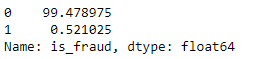 0    99.478975
1     0.521025
Name: is_fraud, dtype: float64